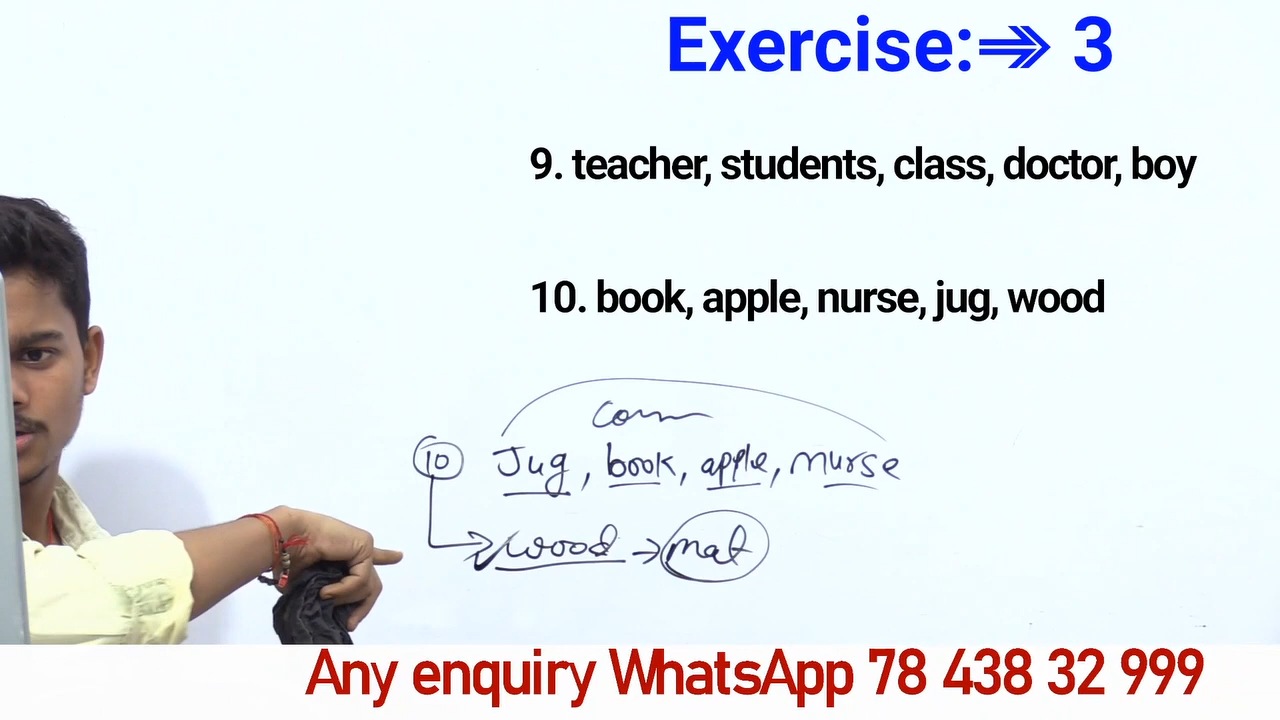 Exercise:⇛ 3
9. teacher, students, class, doctor, boy
10. book, apple, nurse, jug, wood
Com
10 Jug, book, apple, nurse
wood → mat
Any enquiry WhatsApp 78 438 32 999